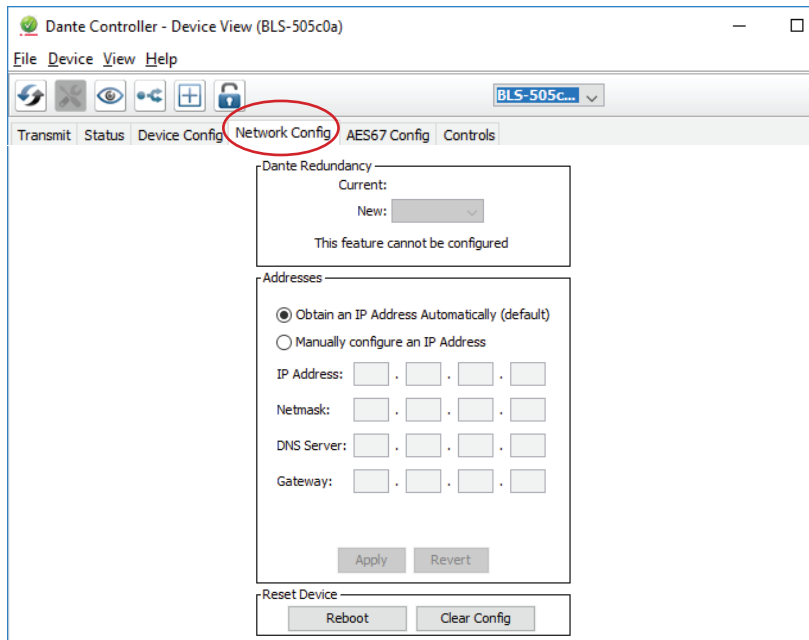 Dante Controller - Device View (BLS-505c0a)
File Device View Help
BLS-505c...
Transmit Status Device Config Network Config AES67 Config Controls
Dante Redundancy
Current:
New:
This feature cannot be configured
Addresses
Obtain an IP Address Automatically (default)
Manually configure an IP Address
IP Address: . . .
Netmask: . . .
DNS Server: . . .
Gateway: . . .
Apply Revert
Reset Device
Reboot Clear Config